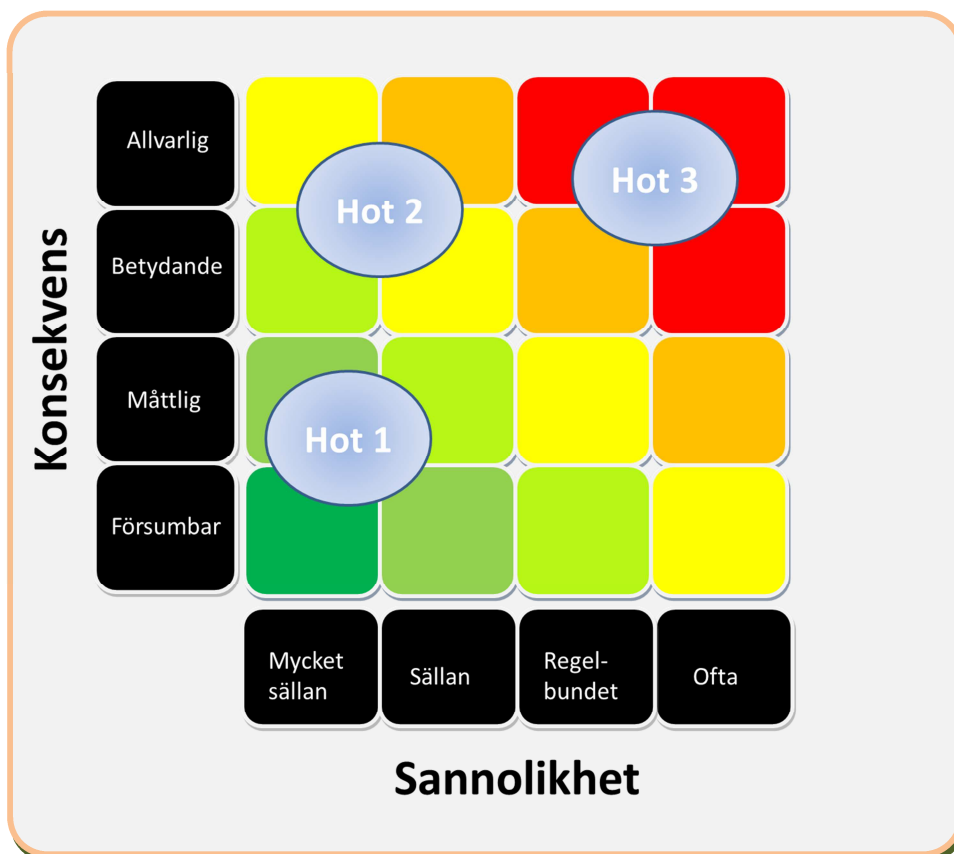 Allvarlig
Hot 3
Hot 2
Betydande
Konsekvens
Måttlig
Hot 1
Försumbar
Mycket
sällan
Sällan
Regel-
bundet
Ofta
Sannolikhet